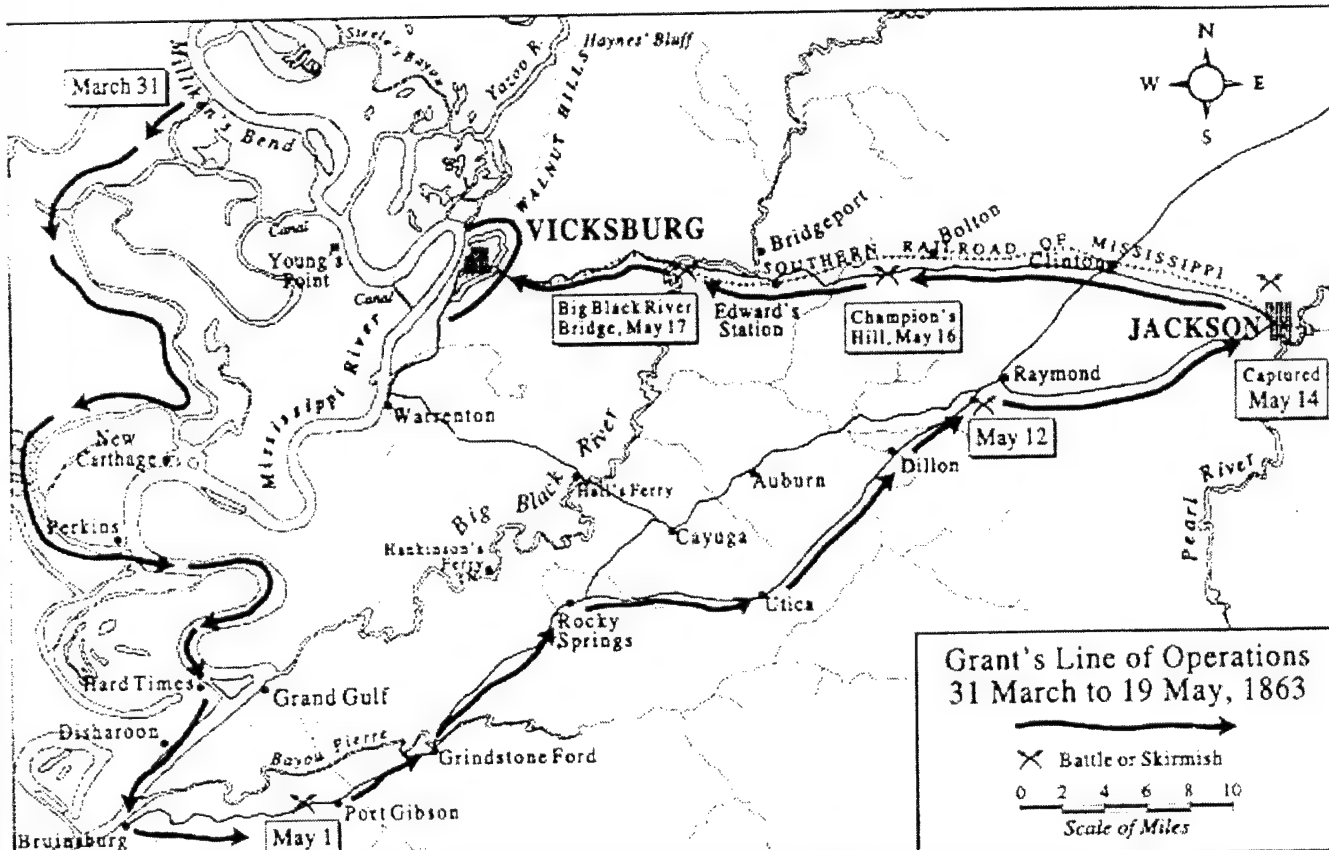 March 31
Milliken's Bend
Steele's Bayou
Yazoo R.
Haynes' Bluff
WALNUT HILLS
N
W E
S
Canal
Young's
Point
Canal
VICKSBURG
Mississippi River
Warrenton
Big Black River
Bridge, May 17
Bridgeport
SOUTHERN RAILROAD OF MISSISSIPPI
Edward's
Station
Bolton
Champion's
Hill, May 16
Clinton
JACKSON
Captured
May 14
Raymond
May 12
Dillon
Pearl River
New
Carthage
Perkins
Big Black River
Hall's Ferry
Hankinson's
Ferry
Auburn
Cayuga
Utica
Rocky
Springs
Hard Times
Grand Gulf
Disharoon
Bayou Pierre
Grindstone Ford
Port Gibson
Bruinsburg
May 1
Grant's Line of Operations
31 March to 19 May, 1863
Battle or Skirmish
0 2 4 6 8 10
Scale of Miles